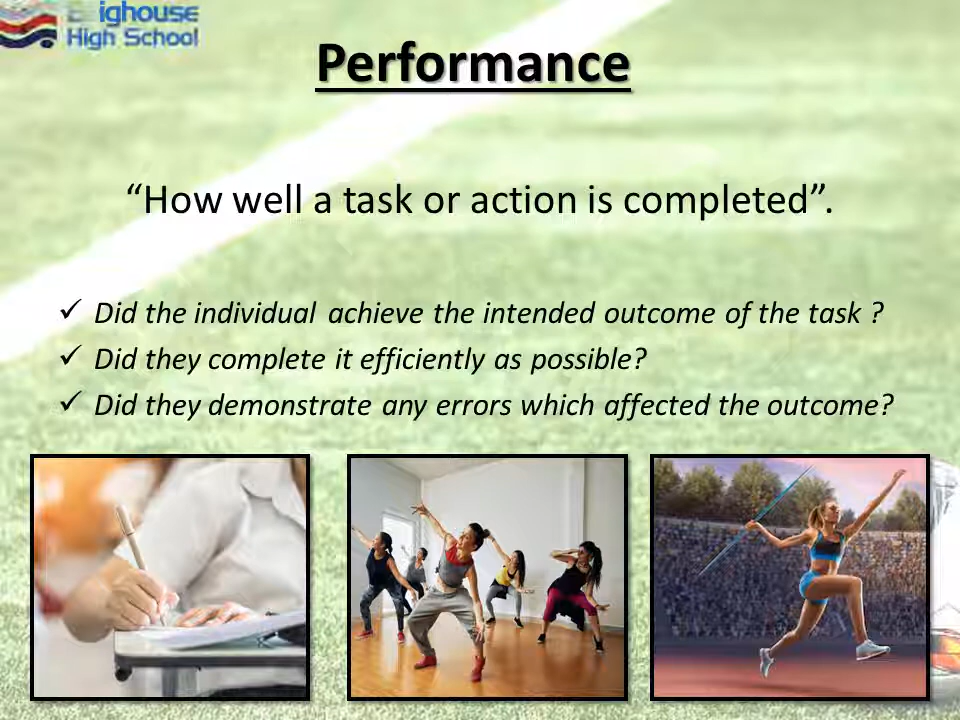 Brighouse
High School
Performance
“How well a task or action is completed”.
✓ Did the individual achieve the intended outcome of the task ?
✓ Did they complete it efficiently as possible?
✓ Did they demonstrate any errors which affected the outcome?